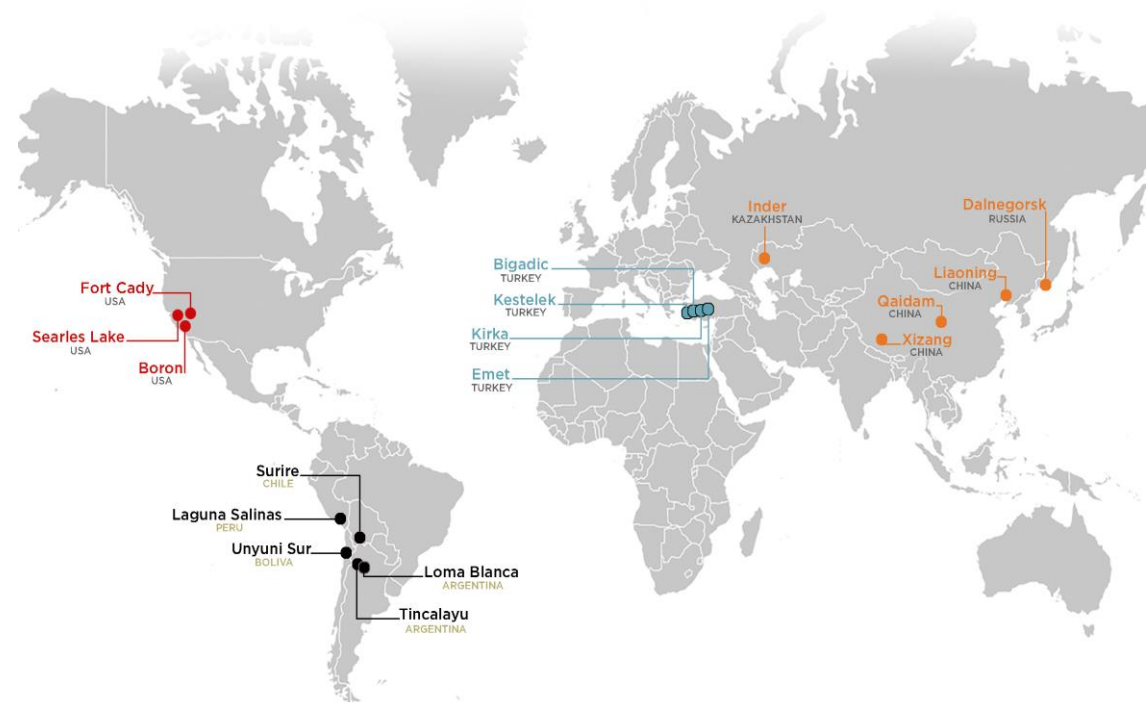 Fort Cady
USA
Searles Lake
USA
Boron
USA
Surire
CHILE
Laguna Salinas
PERU
Unyuni Sur
BOLIVA
Loma Blanca
ARGENTINA
Tincalayu
ARGENTINA
Bigadic
TURKEY
Kestelek
TURKEY
Kirka
TURKEY
Emet
TURKEY
Inder
KAZAKHSTAN
Dalnegorsk
RUSSIA
Liaoning
CHINA
Qaidam
CHINA
Xizang
CHINA